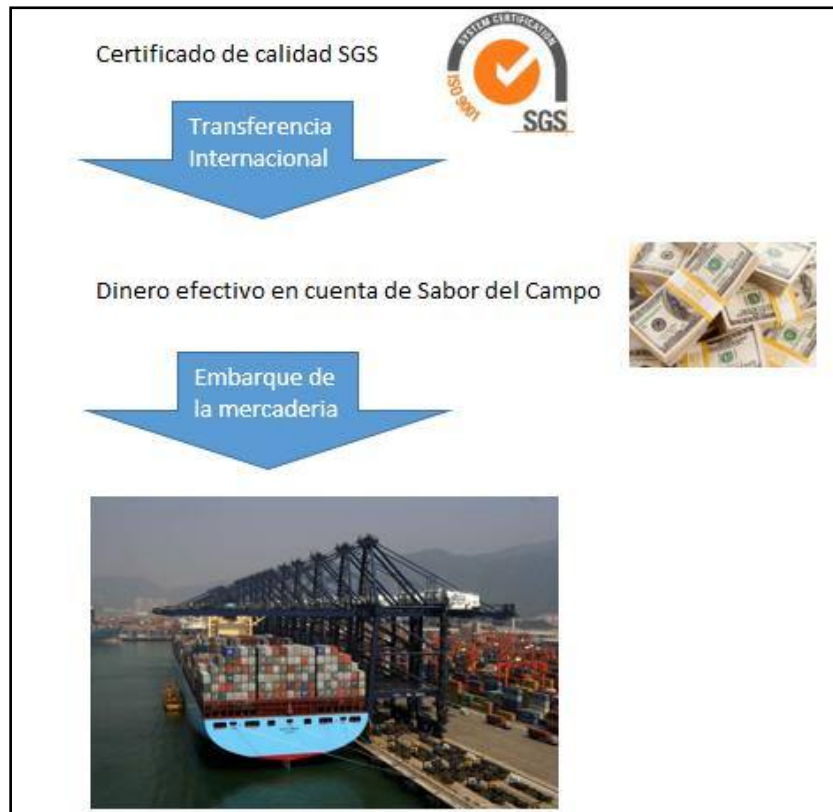 Certificado de calidad SGS
SYSTEM CERTIFICATION
ISO 9001
SGS
Transferencia
Internacional
Dinero efectivo en cuenta de Sabor del Campo
Embarque de
la mercaderia